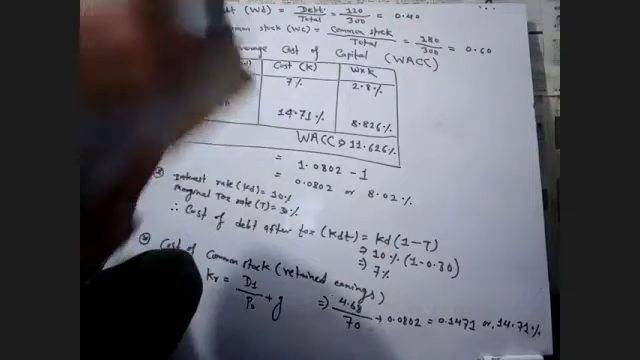 (Wd) = Debt/Total = 120/300 = 0.40
stock (Wc) = Common stock/Total = 180/300 = 0.60
Cost of Capital (WACC)
Cost (K) W×K
7% 2.8%
14.71% 8.826%
WACC ⇒ 11.626%
= 1.0802 - 1
= 0.0802 or 8.02%
Interest rate (Kd) = 10%
Marginal Tax rate (T) = 30%
∴ Cost of debt after tax (Kdt) = Kd (1-T)
⇒ 10% (1-0.30)
⇒ 7%
Cost of Common stock (retained earnings)
Kr = D1/P0 + g ⇒ 4.68/70 + 0.0802 = 0.1471 or 14.71%